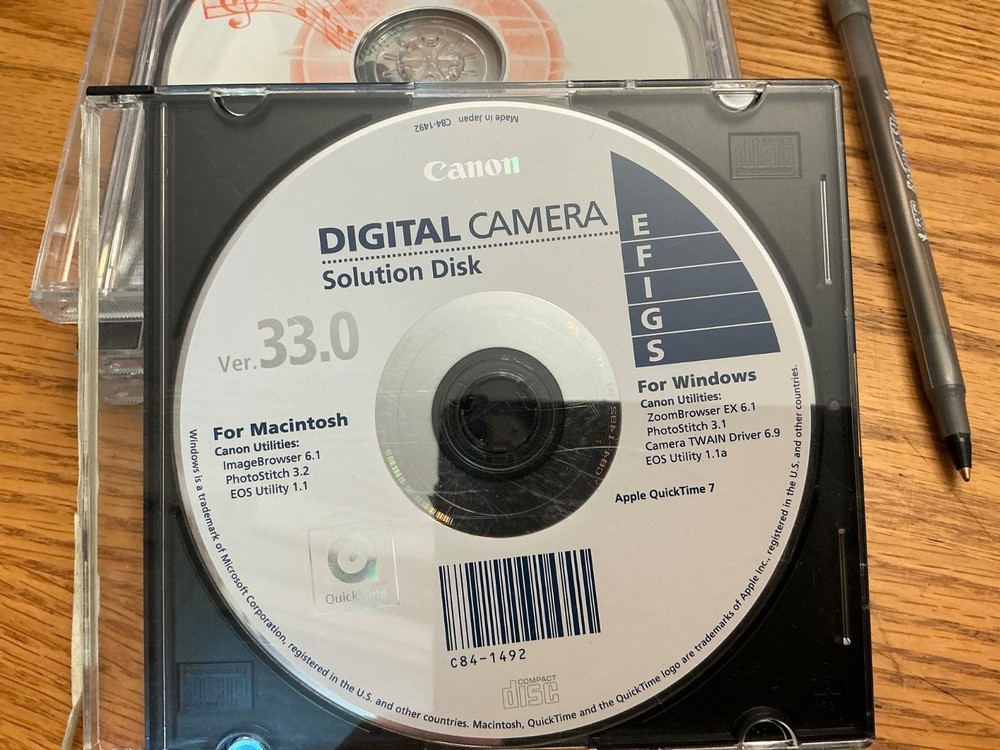 Made in Japan C84-1492
Canon
DIGITAL CAMERA
Solution Disk
Ver.33.0
E
F
I
G
S
For Macintosh
Canon Utilities:
ImageBrowser 6.1
PhotoStitch 3.2
EOS Utility 1.1
For Windows
Canon Utilities:
ZoomBrowser EX 6.1
PhotoStitch 3.1
Camera TWAIN Driver 6.9
EOS Utility 1.1a
Apple QuickTime 7
QuickTime
C84-1492
COMPACT
disc
Windows is a trademark of Microsoft Corporation, registered in the U.S. and other countries. Macintosh, QuickTime and the QuickTime logo are trademarks of Apple Inc., registered in the U.S. and other countries.